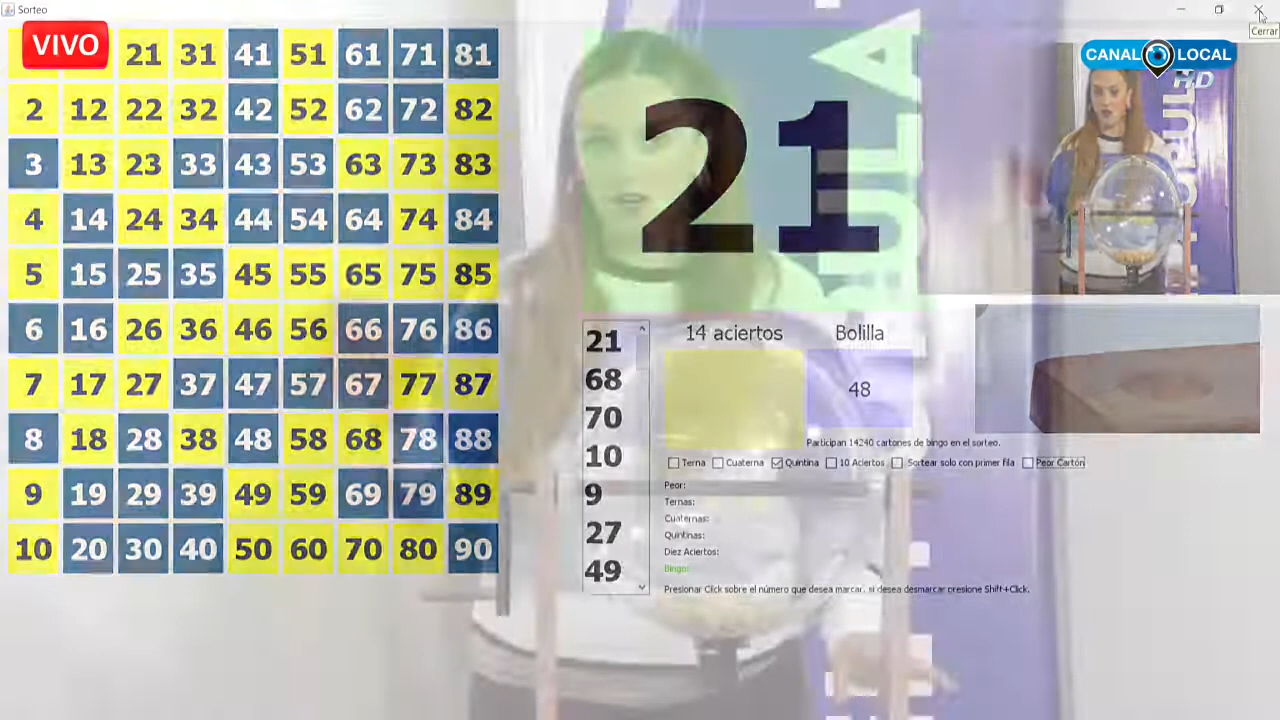 Sorteo
Cerrar
VIVO
CANAL LOCAL
HD
21 31 41 51 61 71 81
2 12 22 32 42 52 62 72 82
3 13 23 33 43 53 63 73 83
4 14 24 34 44 54 64 74 84
5 15 25 35 45 55 65 75 85
6 16 26 36 46 56 66 76 86
7 17 27 37 47 57 67 77 87
8 18 28 38 48 58 68 78 88
9 19 29 39 49 59 69 79 89
10 20 30 40 50 60 70 80 90
21
ULA
21
68
70
10
9
27
49
14 aciertos
Bolilla
48
Participan 14240 cartones de bingo en el sorteo.
Terna Cuaterna Quintina 10 Aciertos Sortear solo con primer fila Peor Cartón
Peor:
Ternas:
Cuaternas:
Quintinas:
Diez Aciertos:
Bingo:
Presionar Click sobre el número que desea marcar, si desea desmarcar presione Shift+Click.